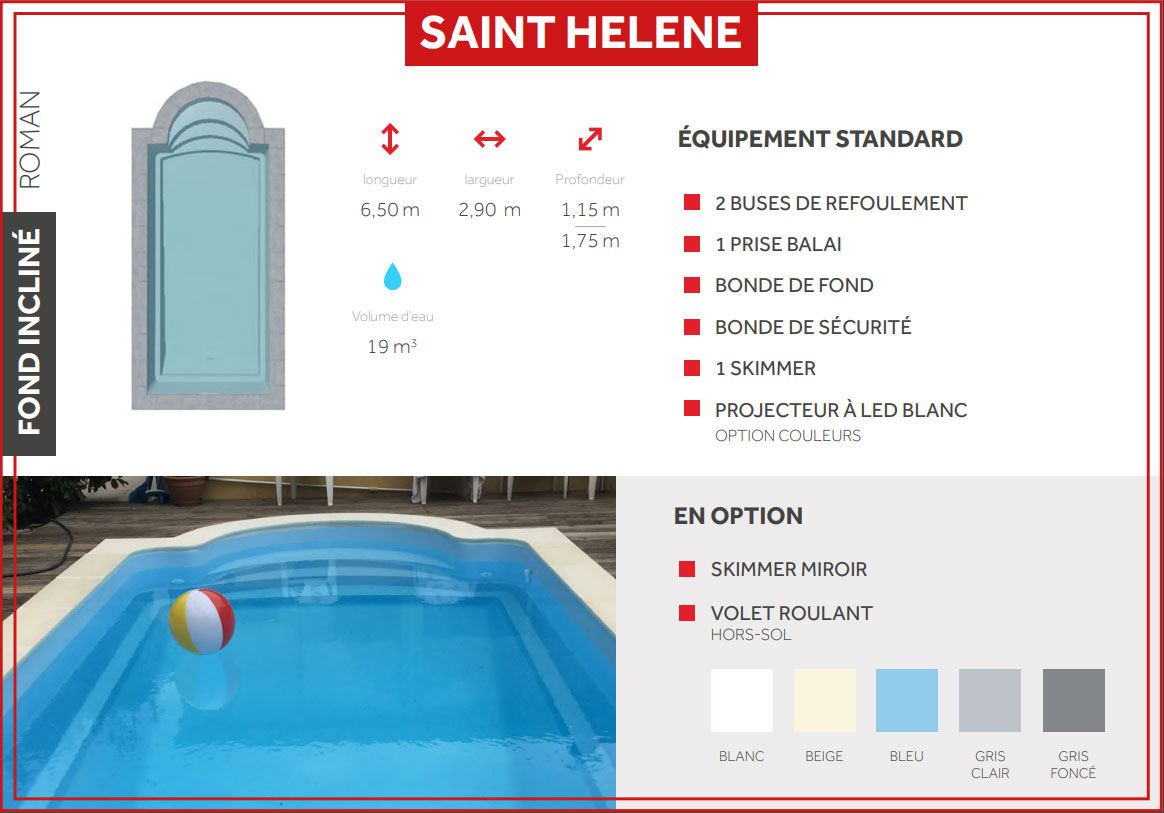 SAINT HELENE
ROMAN
FOND INCLINÉ
longueur
6,50 m
largueur
2,90 m
Profondeur
1,15 m
1,75 m
Volume d'eau
19 m³
ÉQUIPEMENT STANDARD
2 BUSES DE REFOULEMENT
1 PRISE BALAI
BONDE DE FOND
BONDE DE SÉCURITÉ
1 SKIMMER
PROJECTEUR À LED BLANC
OPTION COULEURS
EN OPTION
SKIMMER MIROIR
VOLET ROULANT
HORS-SOL
BLANC
BEIGE
BLEU
GRIS
CLAIR
GRIS
FONCÉ